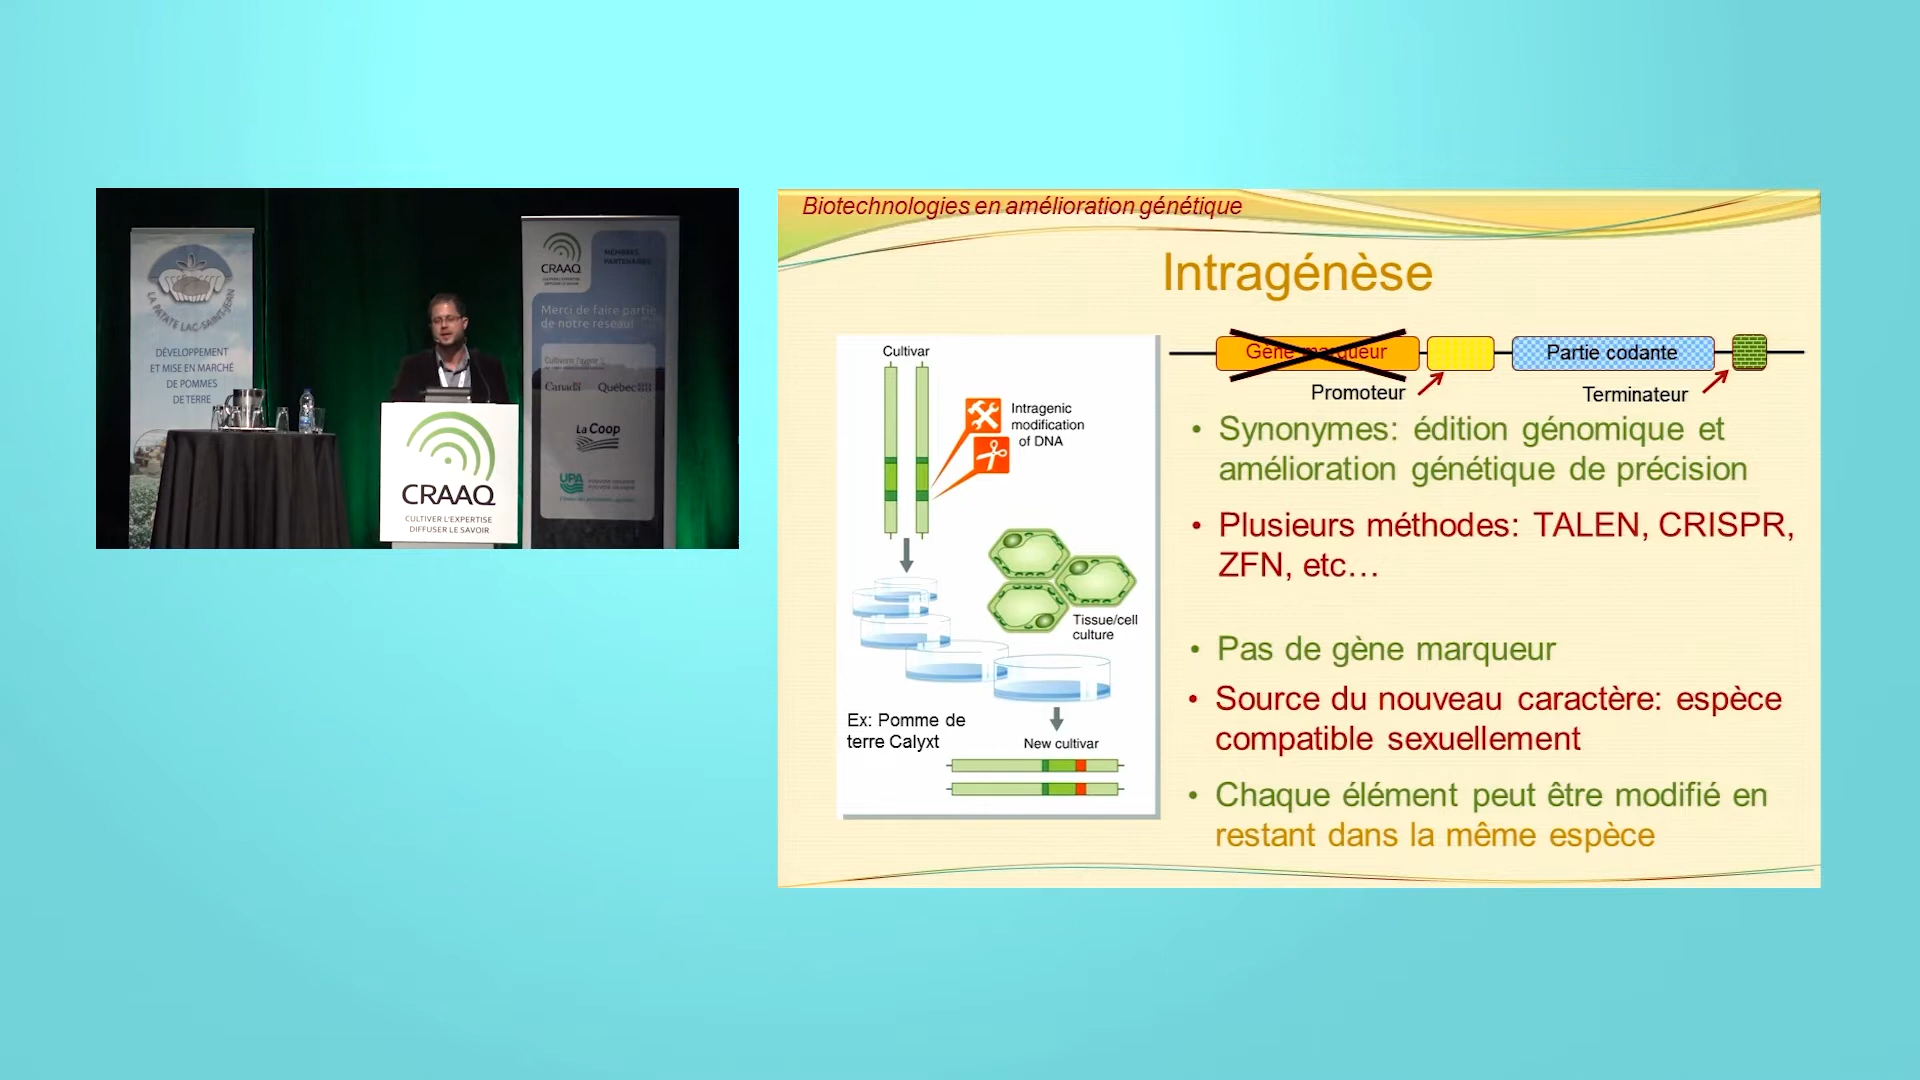 LA PATATE LAC-SAINT-JEAN
DÉVELOPPEMENT
ET MISE EN MARCHÉ
DE POMMES
DE TERRE
CRAAQ
CULTIVER L'EXPERTISE
DIFFUSER LE SAVOIR
CRAAQ
MEMBRES
PARTENAIRES
Merci de faire partie
de notre réseau!
Canada
Québec
La Coop
UPA
Biotechnologies en amélioration génétique
Intragénèse
Gène marqueur
Partie codante
Promoteur
Terminateur
Cultivar
Intragenic
modification
of DNA
Tissue/cell
culture
Ex: Pomme de
terre Calyxt
New cultivar
• Synonymes: édition génomique et
amélioration génétique de précision
• Plusieurs méthodes: TALEN, CRISPR,
ZFN, etc…
• Pas de gène marqueur
• Source du nouveau caractère: espèce
compatible sexuellement
• Chaque élément peut être modifié en
restant dans la même espèce